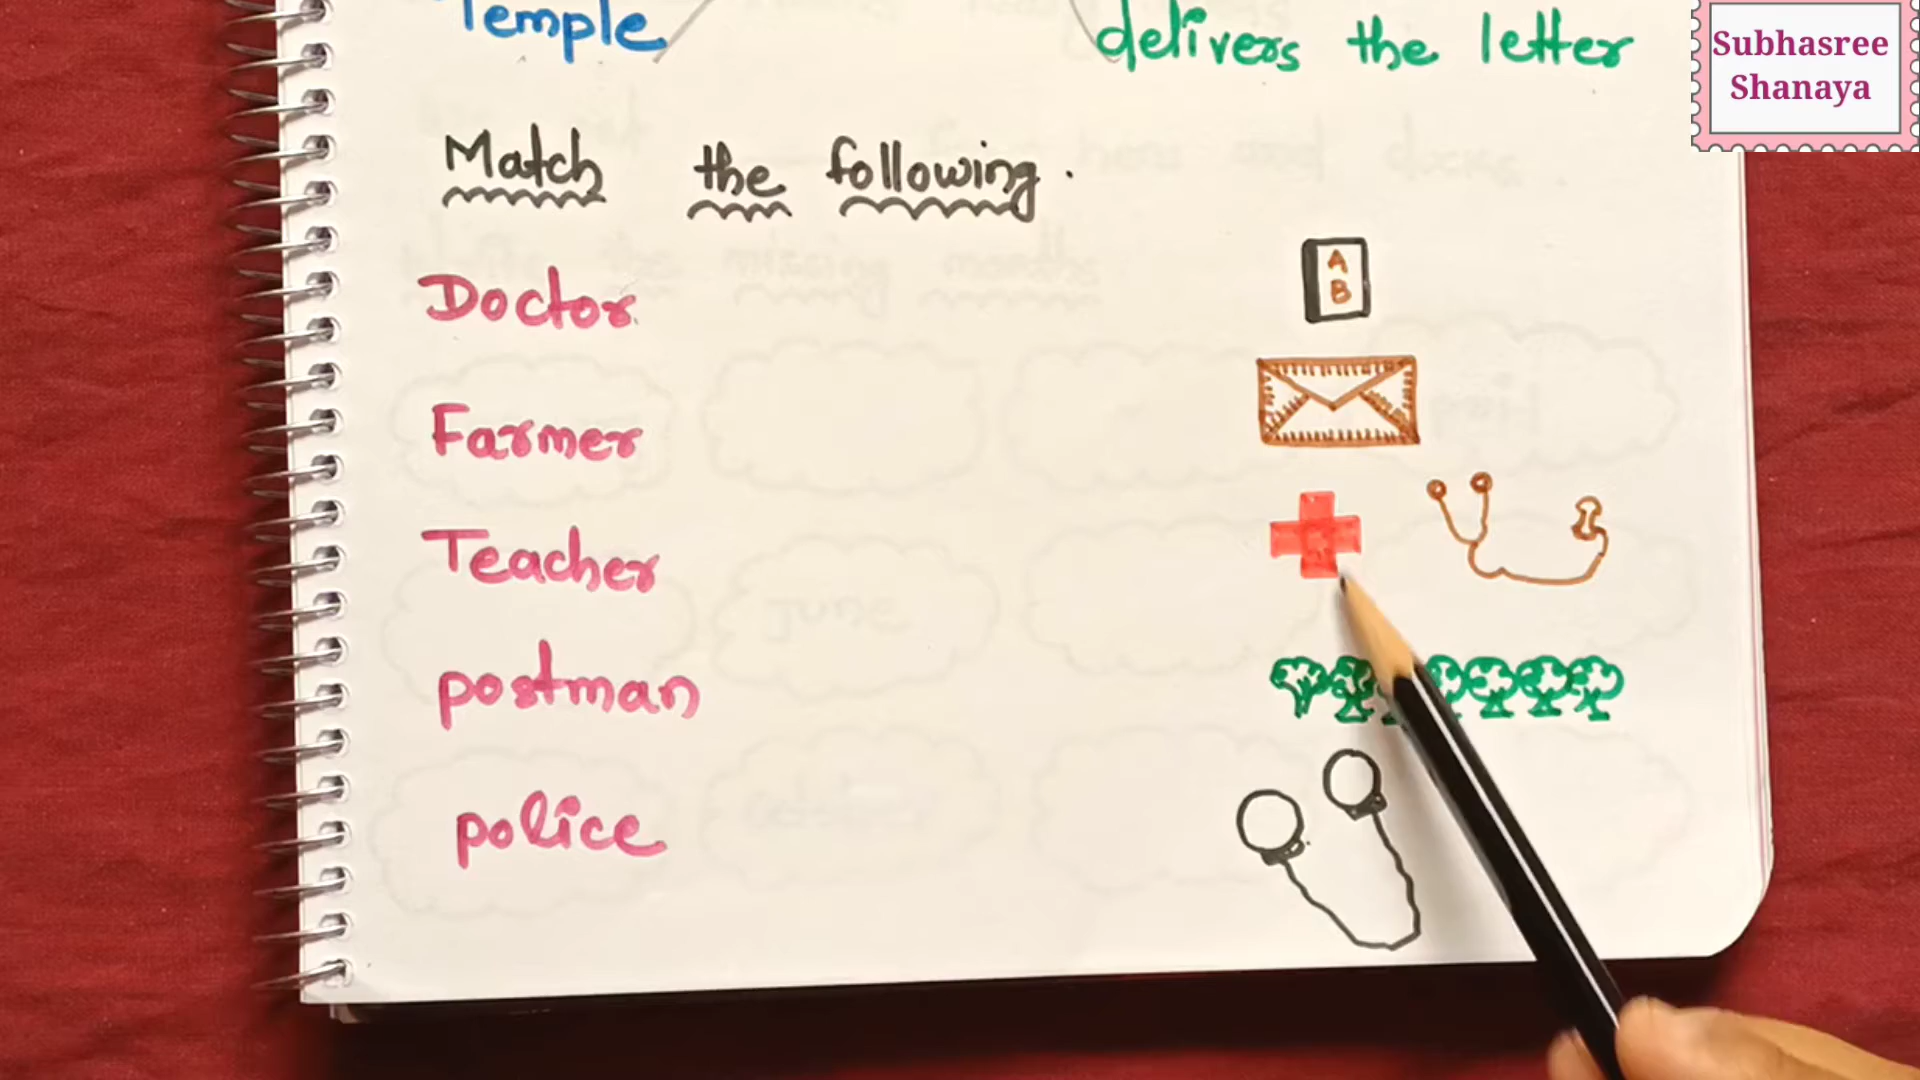 Temple
delivers the letter
Subhasree
Shanaya
Match the following.
Doctor
A
B
Farmer
Teacher
postman
police